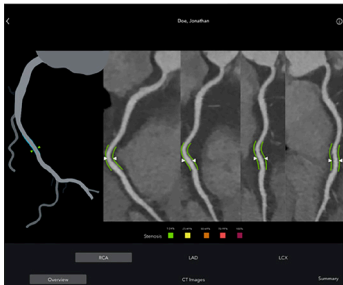 Doe, Jonathan
Stenosis
RCA
LAD
LCX
Overview
CT Images
Summary